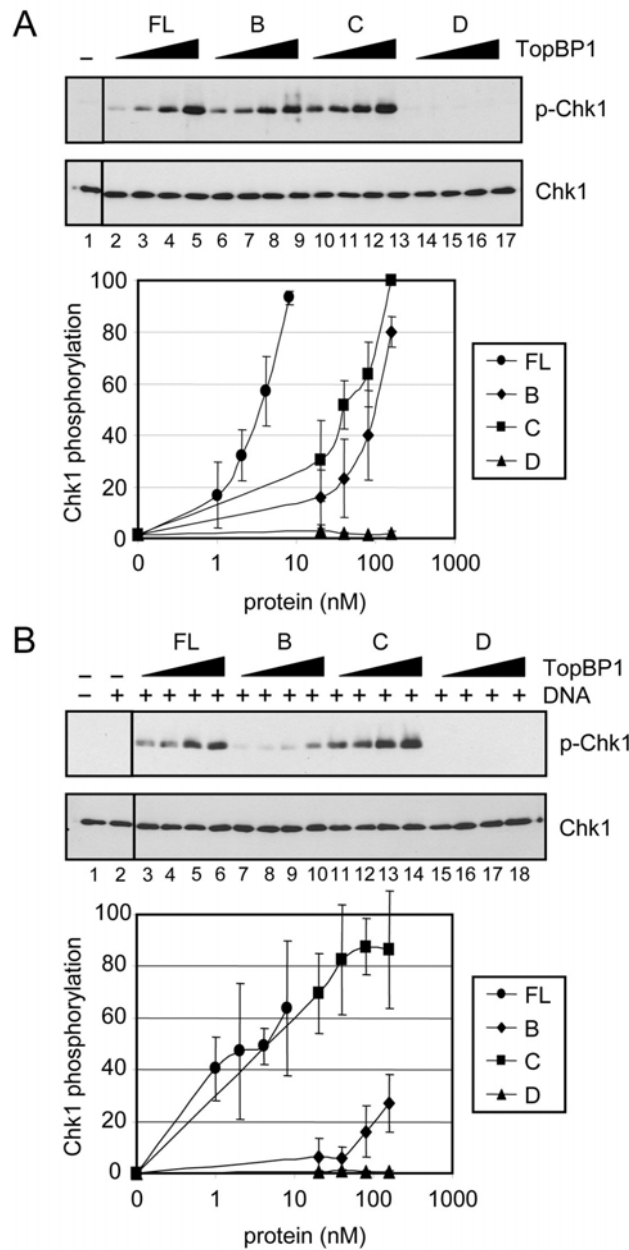 A
FL B C D
– TopBP1
p-Chk1
Chk1
1 2 3 4 5 6 7 8 9 10 11 12 13 14 15 16 17
100
80
60
40
20
0
Chk1 phosphorylation
0 1 10 100 1000
protein (nM)
FL
B
C
D
B
FL B C D
– – TopBP1
– + + + + + + + + + + + + + + + + + DNA
p-Chk1
Chk1
1 2 3 4 5 6 7 8 9 10 11 12 13 14 15 16 17 18
100
80
60
40
20
0
Chk1 phosphorylation
0 1 10 100 1000
protein (nM)
FL
B
C
D